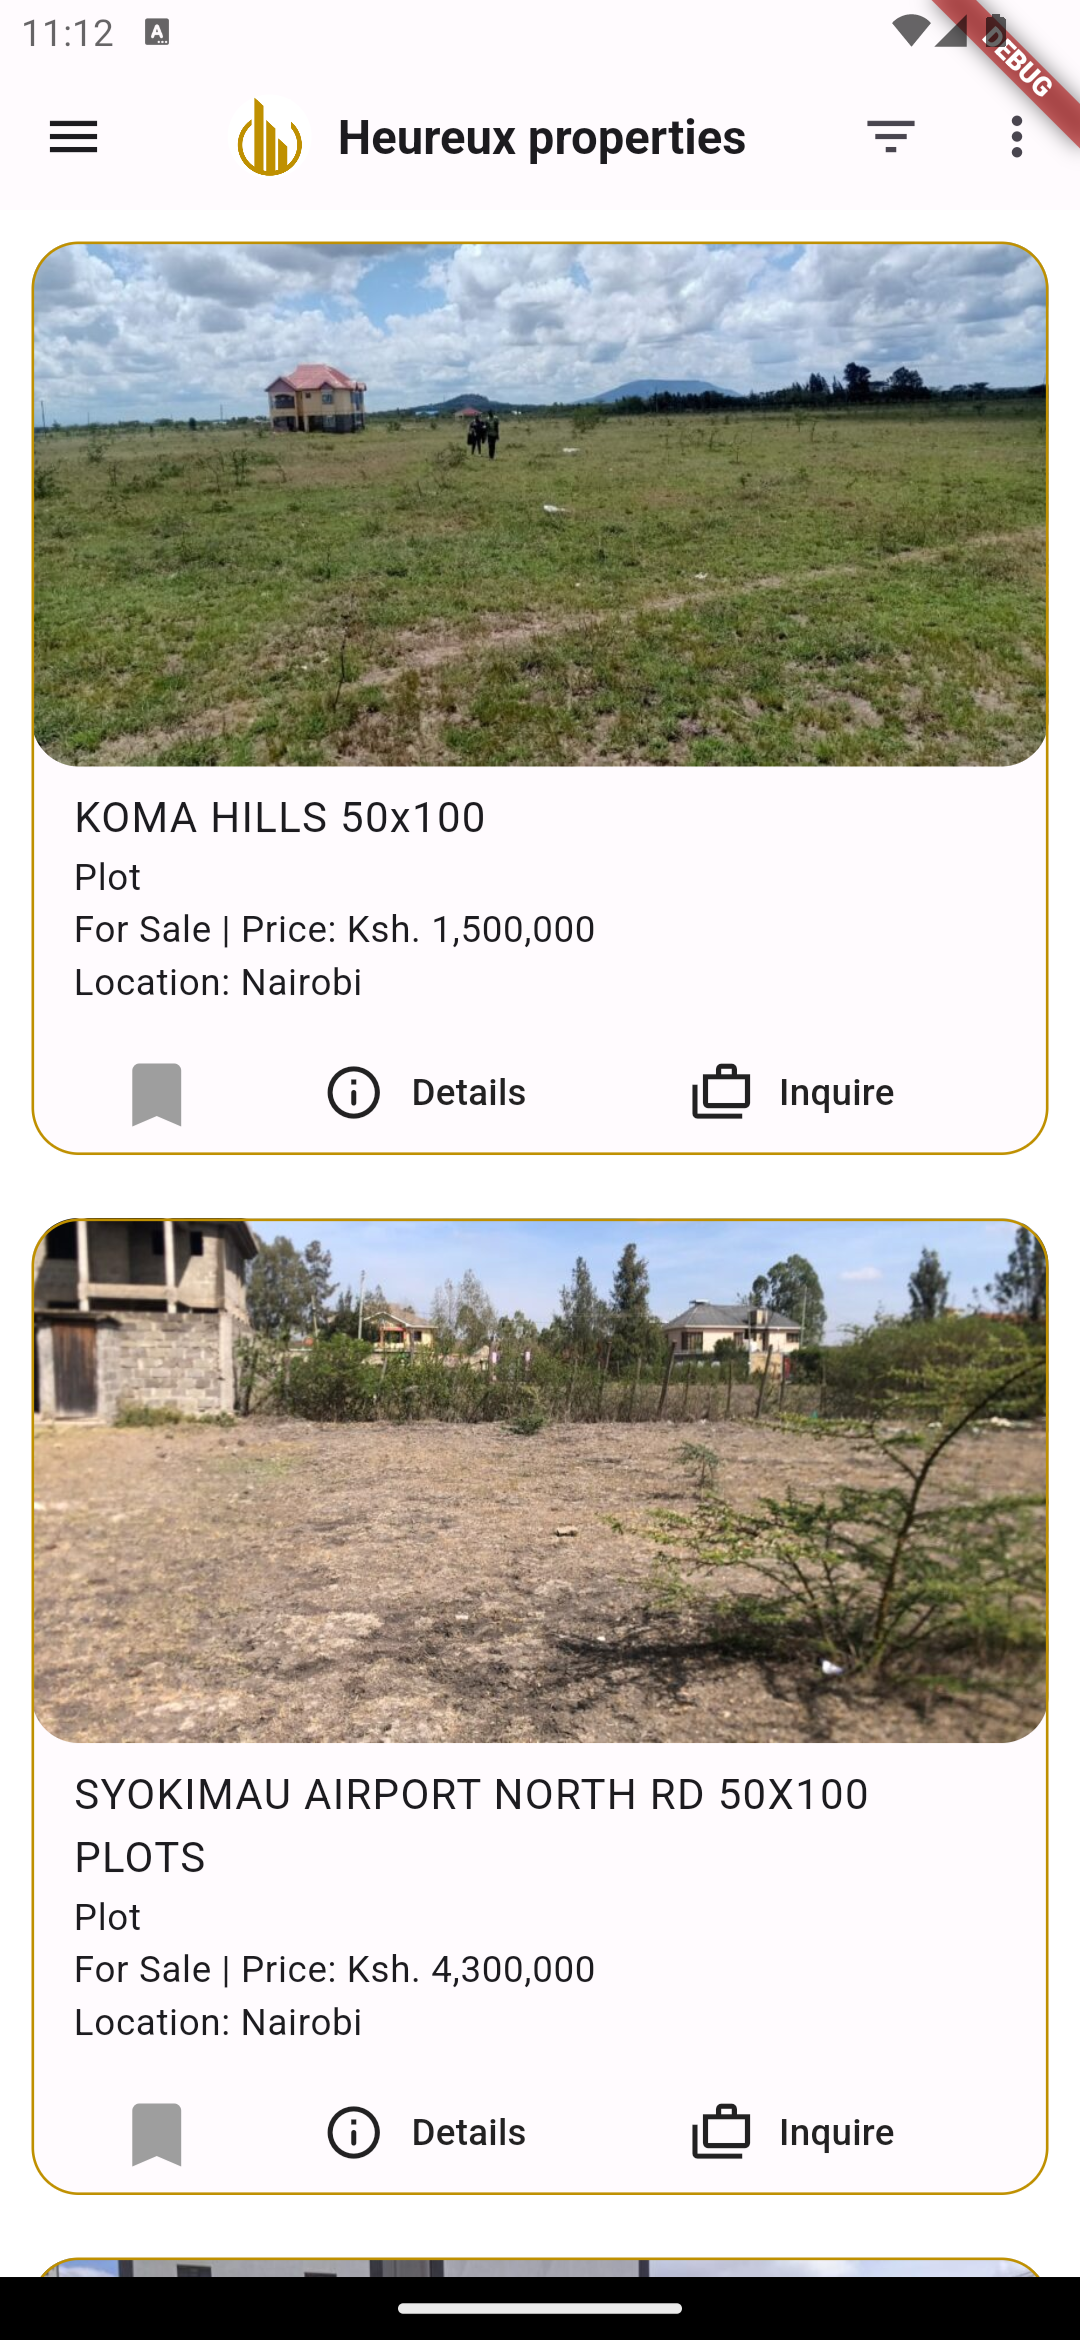 11:12
A
DEBUG
Heureux properties
KOMA HILLS 50x100
Plot
For Sale | Price: Ksh. 1,500,000
Location: Nairobi
Details
Inquire
SYOKIMAU AIRPORT NORTH RD 50X100
PLOTS
Plot
For Sale | Price: Ksh. 4,300,000
Location: Nairobi
Details
Inquire